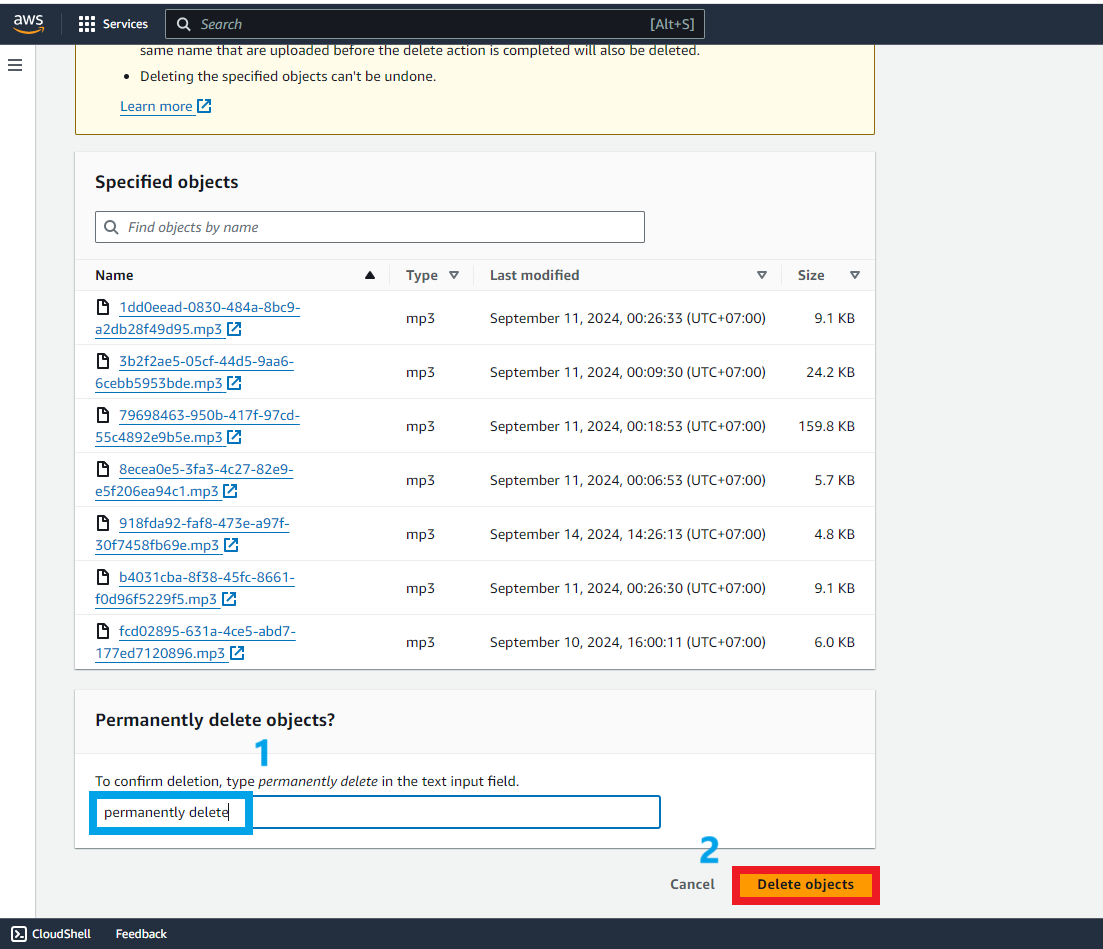 aws Services Search [Alt+S]
same name that are uploaded before the delete action is completed will also be deleted.
• Deleting the specified objects can't be undone.
Learn more
Specified objects
Find objects by name
Name Type Last modified Size
1dd0eead-0830-484a-8bc9-
a2db28f49d95.mp3 mp3 September 11, 2024, 00:26:33 (UTC+07:00) 9.1 KB
3b2f2ae5-05cf-44d5-9aa6-
6cebb5953bde.mp3 mp3 September 11, 2024, 00:09:30 (UTC+07:00) 24.2 KB
79698463-950b-417f-97cd-
55c4892e9b5e.mp3 mp3 September 11, 2024, 00:18:53 (UTC+07:00) 159.8 KB
8ecea0e5-3fa3-4c27-82e9-
e5f206ea94c1.mp3 mp3 September 11, 2024, 00:06:53 (UTC+07:00) 5.7 KB
918fda92-faf8-473e-a97f-
30f7458fb69e.mp3 mp3 September 14, 2024, 14:26:13 (UTC+07:00) 4.8 KB
b4031cba-8f38-45fc-8661-
f0d96f5229f5.mp3 mp3 September 11, 2024, 00:26:30 (UTC+07:00) 9.1 KB
fcd02895-631a-4ce5-abd7-
177ed7120896.mp3 mp3 September 10, 2024, 16:00:11 (UTC+07:00) 6.0 KB
Permanently delete objects?
1
To confirm deletion, type permanently delete in the text input field.
permanently delete
2
Cancel Delete objects
CloudShell Feedback